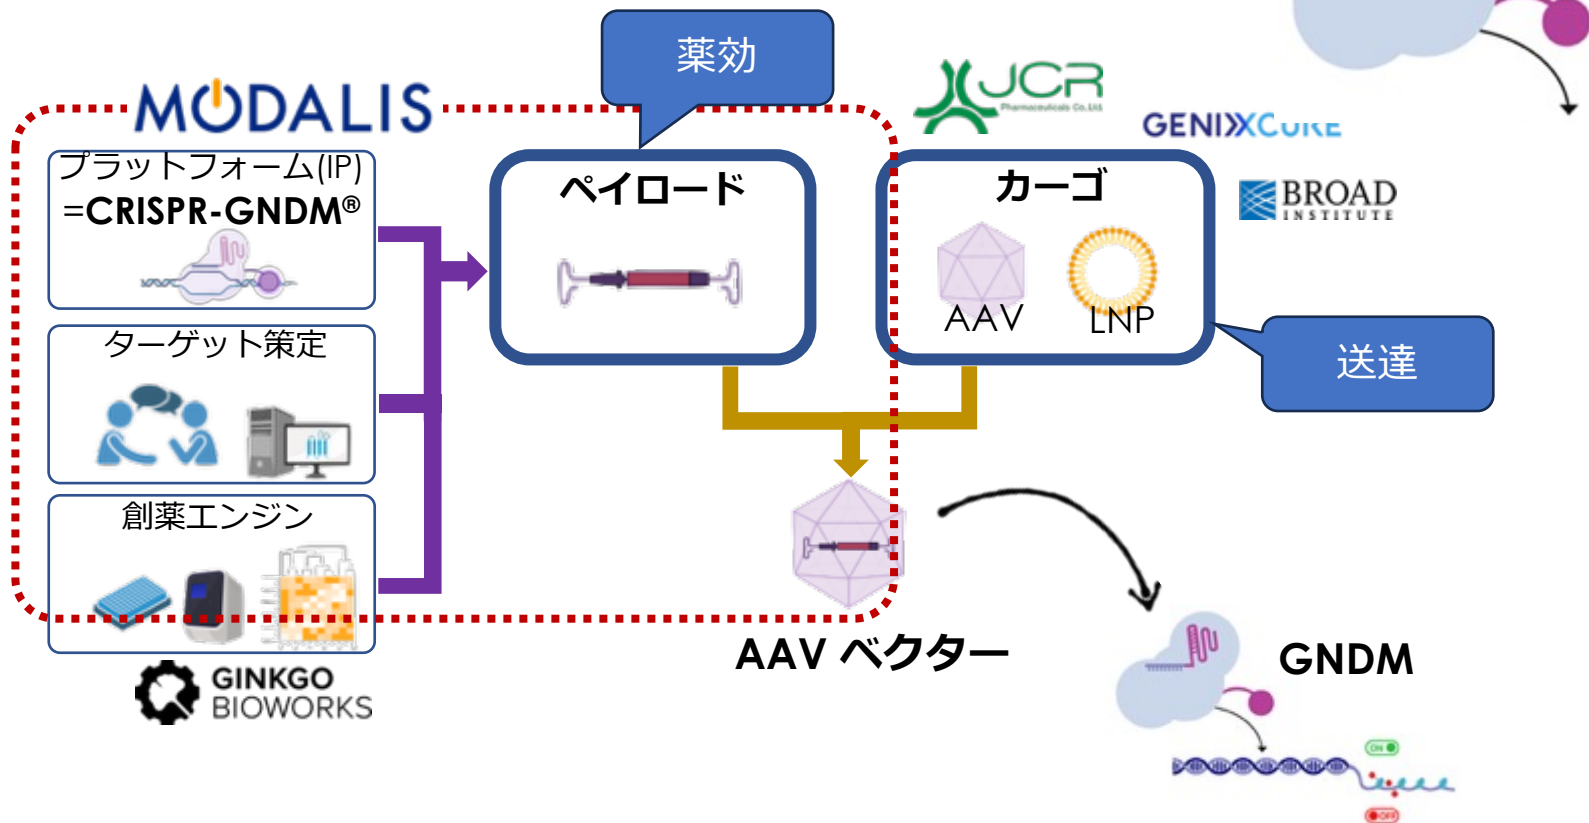 薬効
MODALIS
JCR
Pharmaceuticals Co., Ltd.
GENIXXCURE
BROAD
INSTITUTE
プラットフォーム(IP)
=CRISPR-GNDM®
ペイロード
カーゴ
AAV
LNP
ターゲット策定
送達
創薬エンジン
AAV ベクター
GINKGO
BIOWORKS
GNDM
ON
OFF